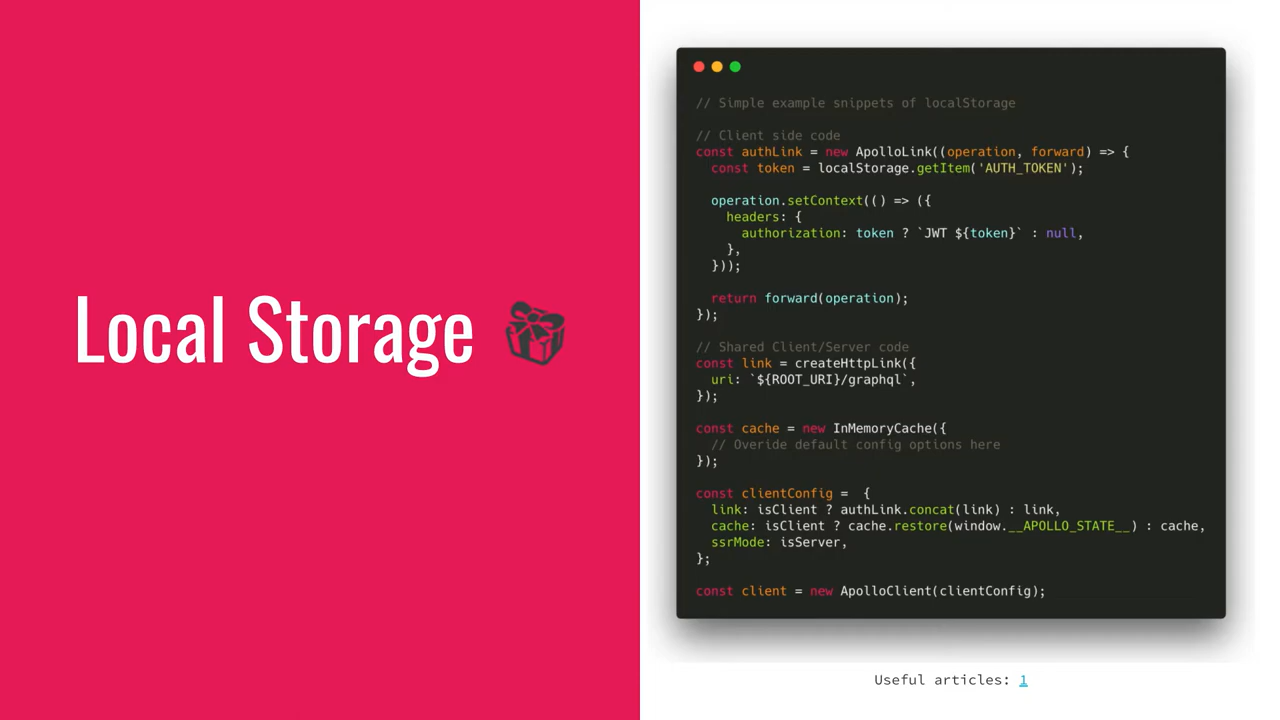 Local Storage
// Simple example snippets of localStorage
// Client side code
const authLink = new ApolloLink((operation, forward) => {
  const token = localStorage.getItem('AUTH_TOKEN');
  operation.setContext(() => ({
    headers: {
      authorization: token ? `JWT ${token}` : null,
    },
  }));
  return forward(operation);
});
// Shared Client/Server code
const link = createHttpLink({
  uri: `${ROOT_URI}/graphql`,
});
const cache = new InMemoryCache({
  // Overide default config options here
});
const clientConfig =  {
  link: isClient ? authLink.concat(link) : link,
  cache: isClient ? cache.restore(window.__APOLLO_STATE__) : cache,
  ssrMode: isServer,
};
const client = new ApolloClient(clientConfig);
Useful articles: 1